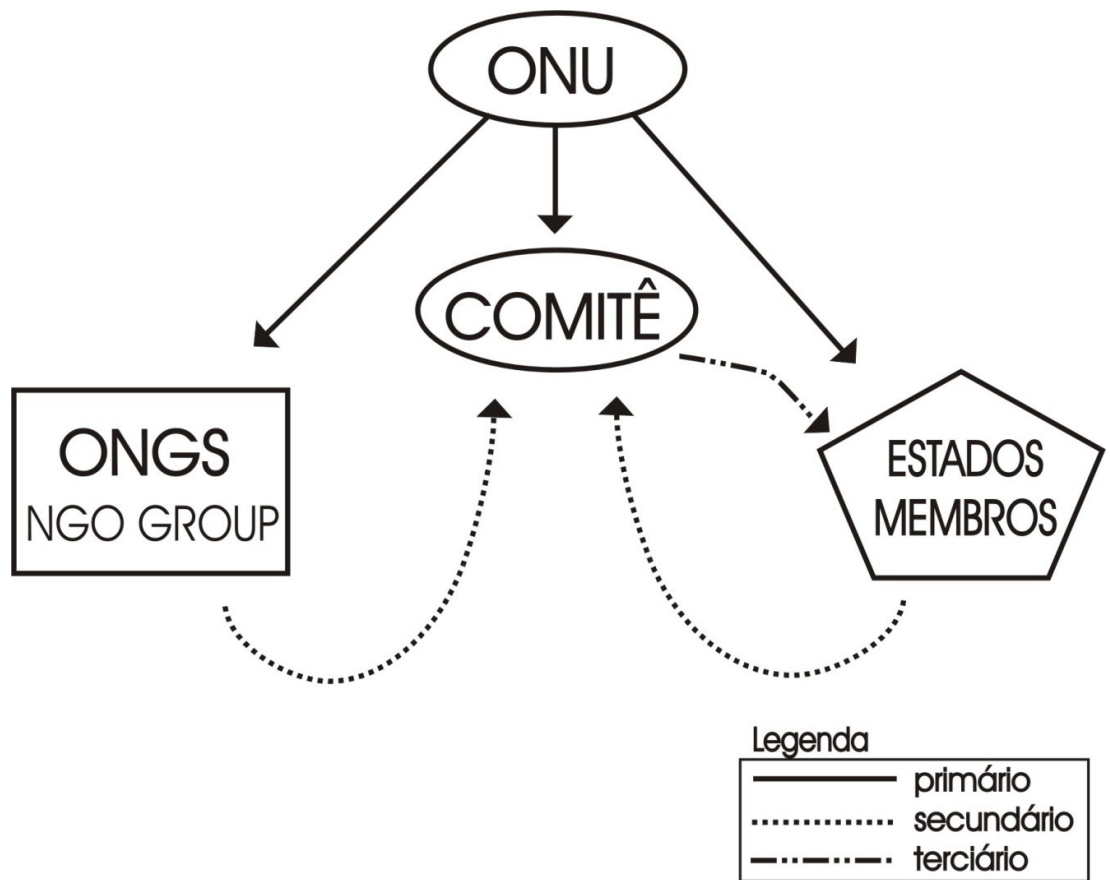 ONU
COMITÊ
ONGS
NGO GROUP
ESTADOS
MEMBROS
Legenda
primário
secundário
terciário